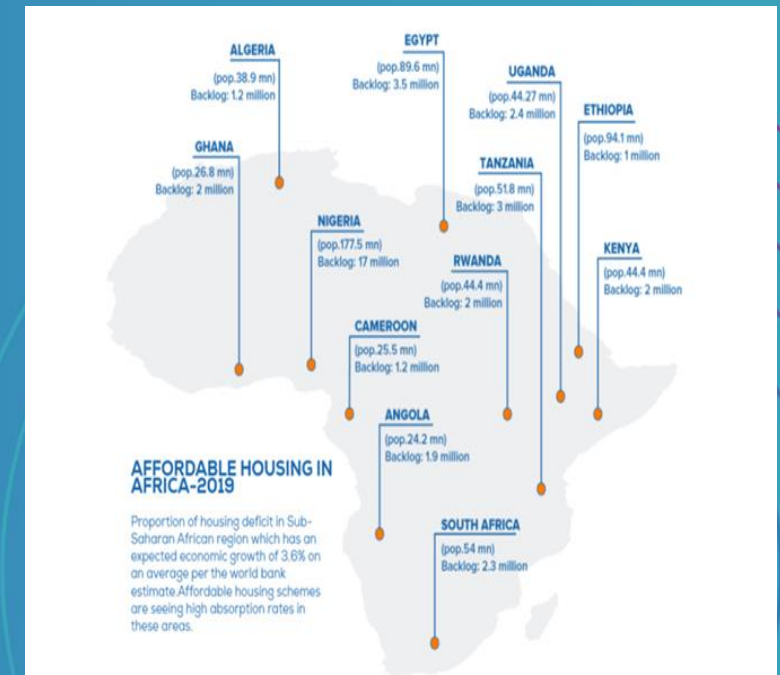 ALGERIA
(pop.38.9 mn)
Backlog: 1.2 million
EGYPT
(pop.89.6 mn)
Backlog: 3.5 million
UGANDA
(pop.44.27 mn)
Backlog: 2.4 million
ETHIOPIA
(pop.94.1 mn)
Backlog: 1 million
GHANA
(pop.26.8 mn)
Backlog: 2 million
TANZANIA
(pop.51.8 mn)
Backlog: 3 million
NIGERIA
(pop.177.5 mn)
Backlog: 17 million
RWANDA
(pop.44.4 mn)
Backlog: 2 million
KENYA
(pop.44.4 mn)
Backlog: 2 million
CAMEROON
(pop.25.5 mn)
Backlog: 1.2 million
ANGOLA
(pop.24.2 mn)
Backlog: 1.9 million
AFFORDABLE HOUSING IN
AFRICA-2019
Proportion of housing deficit in Sub-
Saharan African region which has an
expected economic growth of 3.6% on
an average per the world bank
estimate.Affordable housing schemes
are seeing high absorption rates in
these areas.
SOUTH AFRICA
(pop.54 mn)
Backlog: 2.3 million